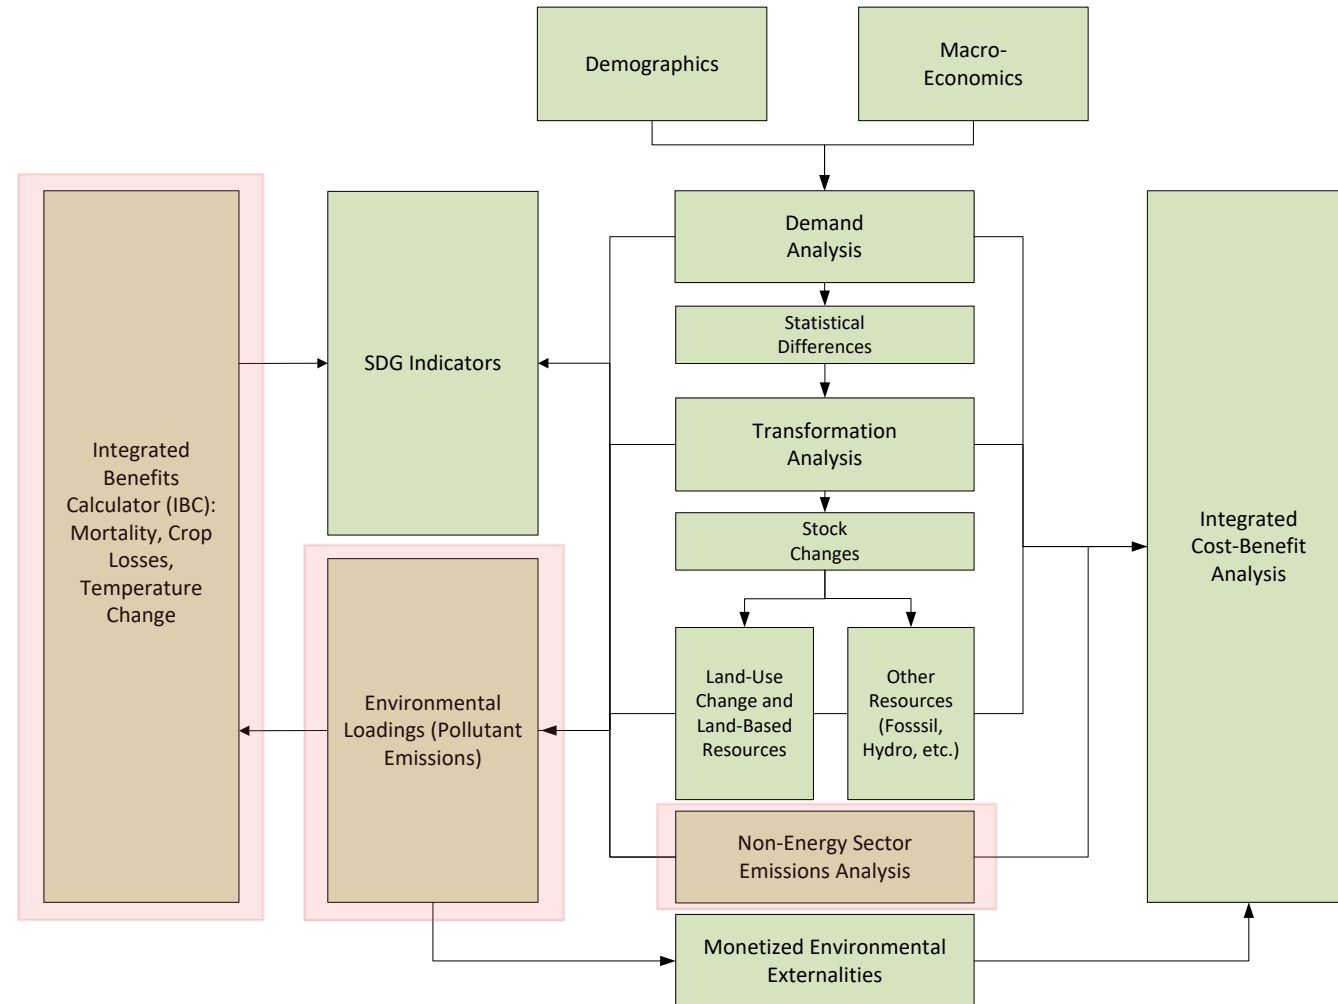 Demographics
Macro-
Economics
Demand
Analysis
Statistical
Differences
SDG Indicators
Transformation
Analysis
Integrated
Benefits
Calculator (IBC):
Mortality, Crop
Losses,
Temperature
Change
Stock
Changes
Integrated
Cost-Benefit
Analysis
Environmental
Loadings (Pollutant
Emissions)
Land-Use
Change and
Land-Based
Resources
Other
Resources
(Fosssil,
Hydro, etc.)
Non-Energy Sector
Emissions Analysis
Monetized Environmental
Externalities